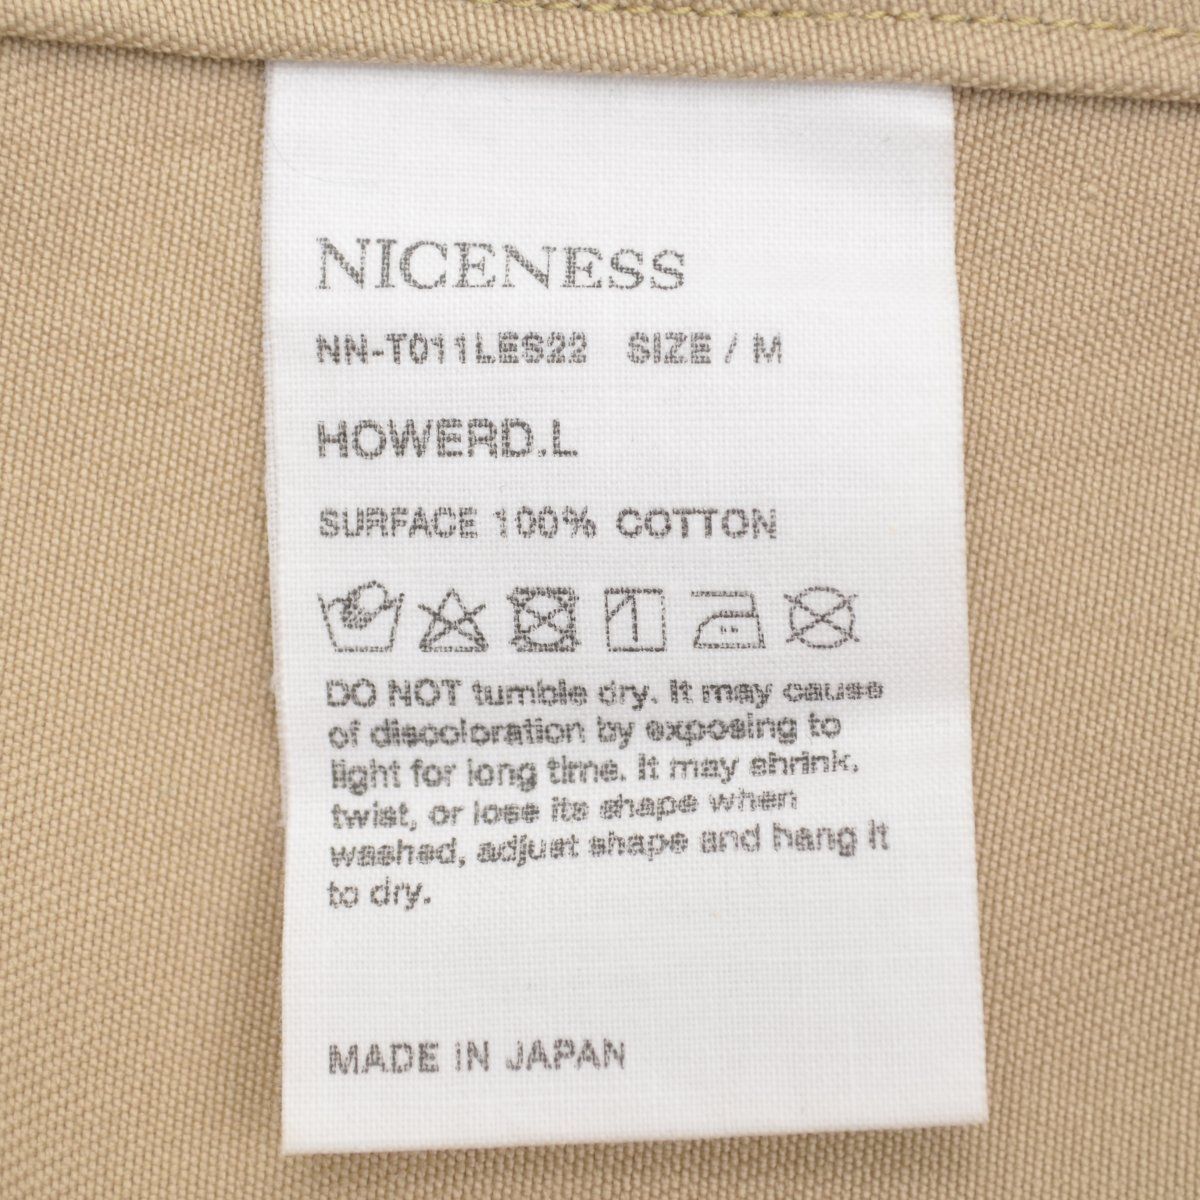 NICENESS
NN-T011LES22 SIZE / M
HOWERD.L
SURFACE 100% COTTON
DO NOT tumble dry. It may cause
of discoloration by exposing to
light for long time. It may shrink,
twist, or lose its shape when
washed, adjust shape and hang it
to dry.
MADE IN JAPAN